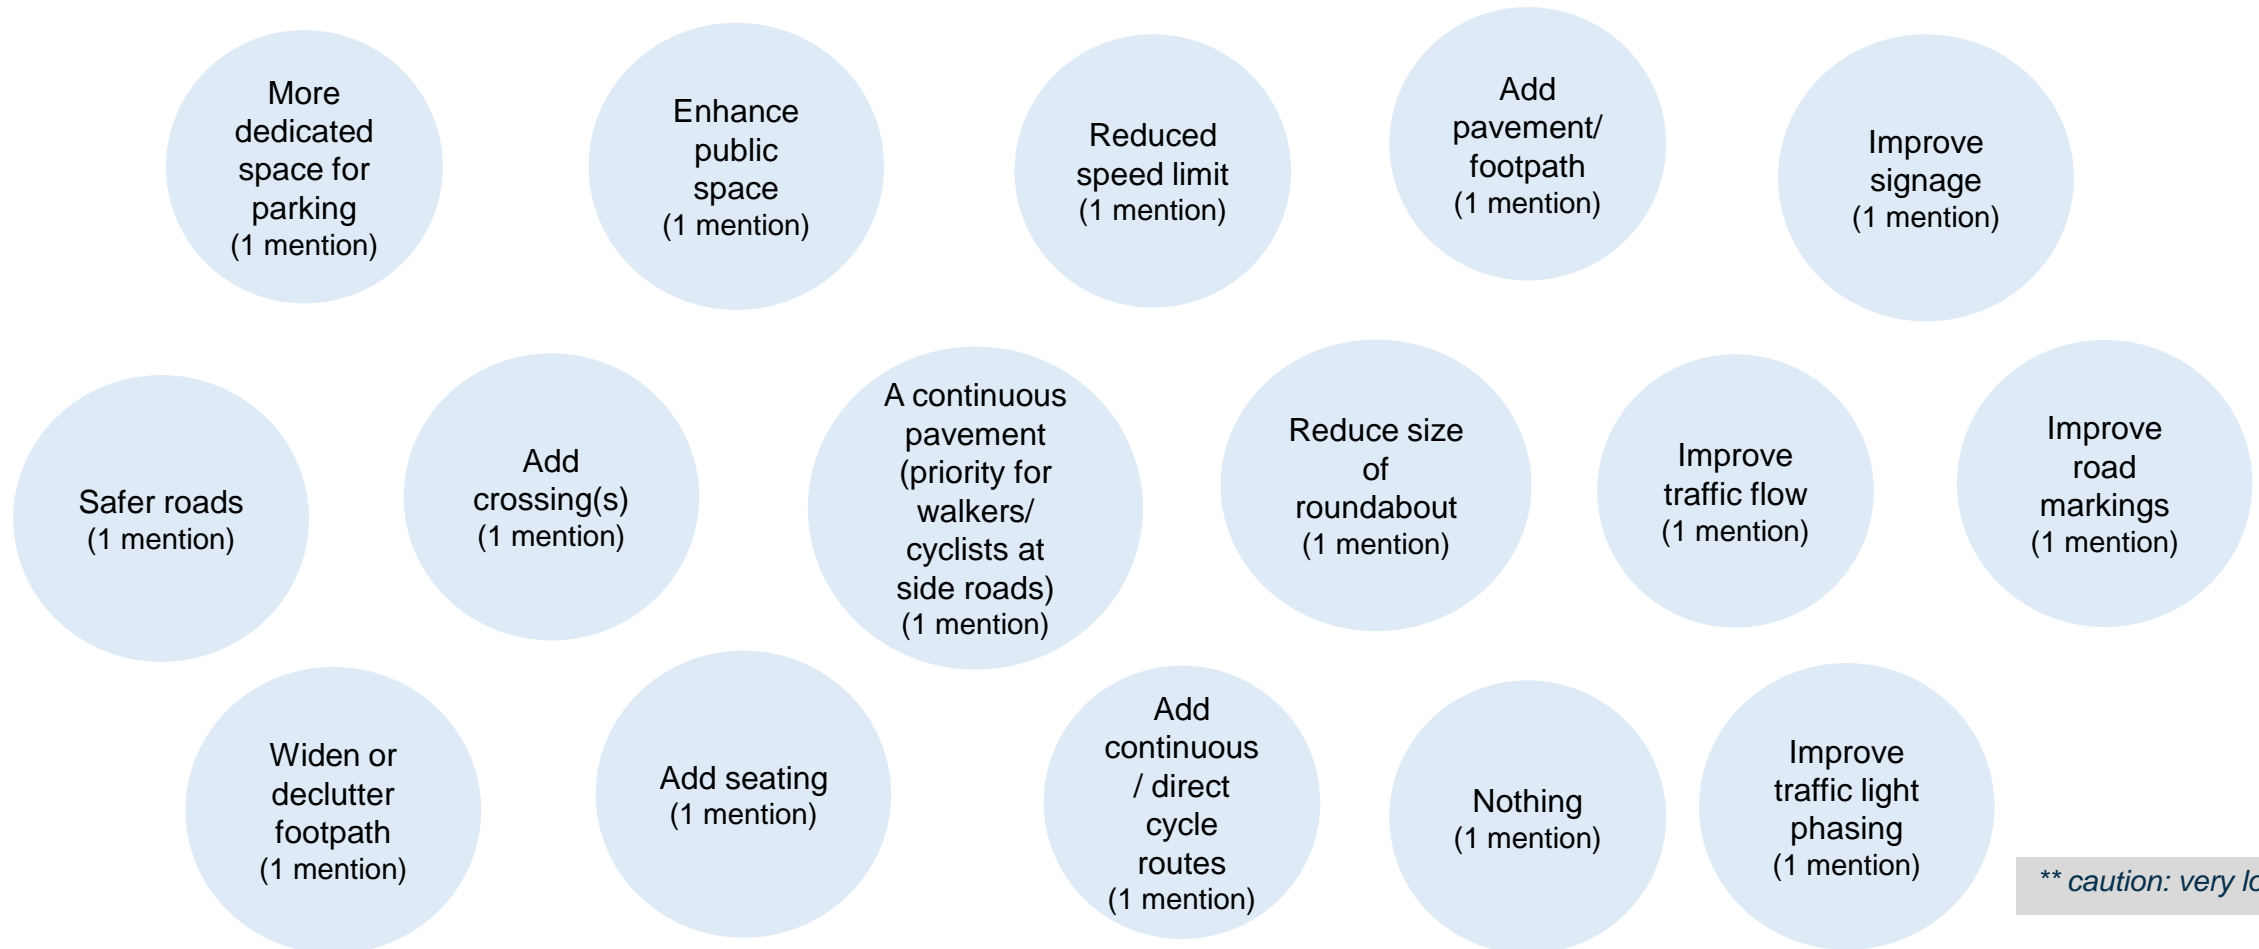 More
dedicated
space for
parking
(1 mention)
Enhance
public
space
(1 mention)
Reduced
speed limit
(1 mention)
Add
pavement/
footpath
(1 mention)
Improve
signage
(1 mention)
Safer roads
(1 mention)
Add
crossing(s)
(1 mention)
A continuous
pavement
(priority for
walkers/
cyclists at
side roads)
(1 mention)
Reduce size
of
roundabout
(1 mention)
Improve
traffic flow
(1 mention)
Improve
road
markings
(1 mention)
Widen or
declutter
footpath
(1 mention)
Add seating
(1 mention)
Add
continuous
/ direct
cycle
routes
(1 mention)
Nothing
(1 mention)
Improve
traffic light
phasing
(1 mention)
** caution: very